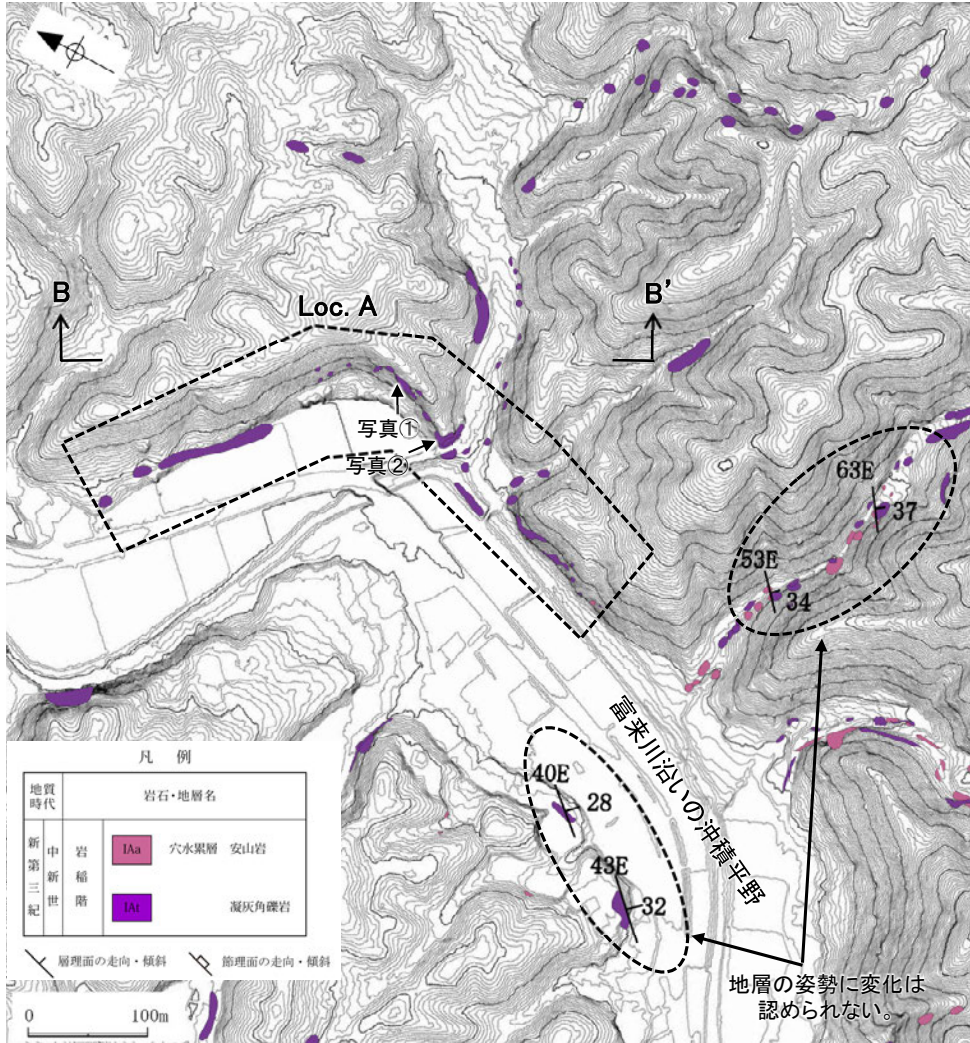 B
Loc. A
B'
写真①
写真②
63E
37
53E
34
富来川沿いの沖積平野
40E
28
43E
32
地層の姿勢に変化は
認められない。
凡 例
地質
時代
岩石・地層名
新第三紀
中新世
岩稲階
IAa
穴水累層 安山岩
IAt
凝灰角礫岩
層理面の走向・傾斜
節理面の走向・傾斜
0 100m